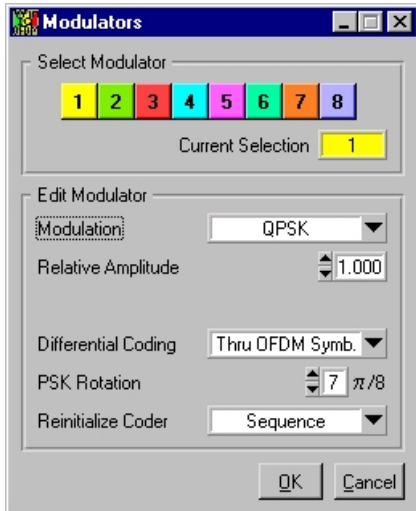 Modulators
Select Modulator
1 2 3 4 5 6 7 8
Current Selection 1
Edit Modulator
Modulation QPSK
Relative Amplitude 1.000
Differential Coding Thru OFDM Symb.
PSK Rotation 7 π/8
Reinitialize Coder Sequence
OK Cancel